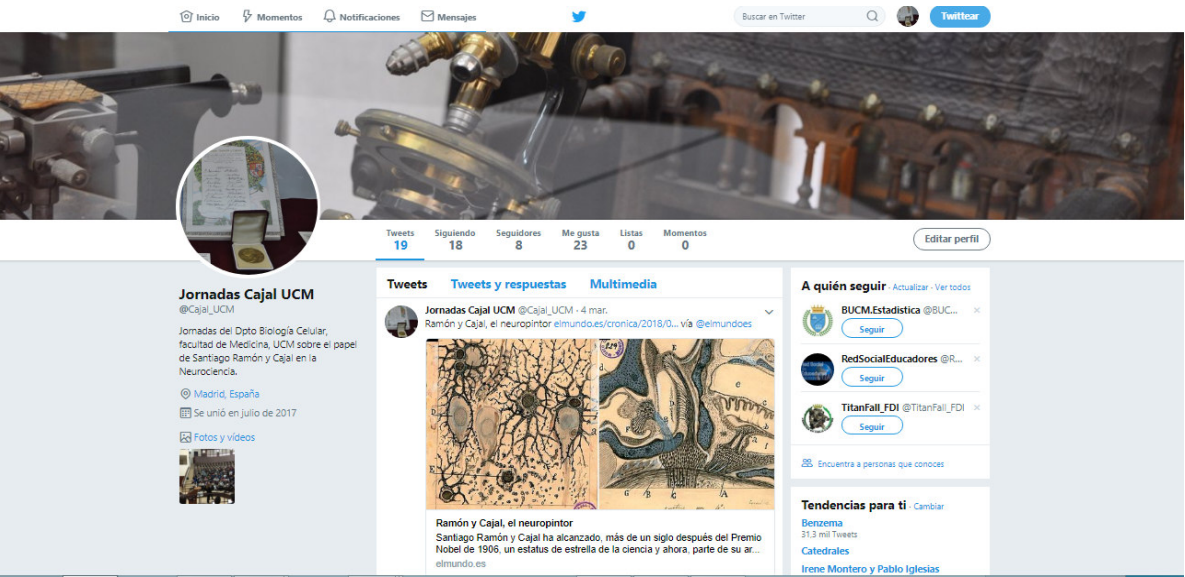 Inicio Momentos Notificaciones Mensajes Buscar en Twitter Twittear
Tweets Siguiendo Seguidores Me gusta Listas Momentos
19 18 8 23 0 0
Editar perfil
Jornadas Cajal UCM
@Cajal_UCM
Jornadas del Dpto Biología Celular,
facultad de Medicina, UCM sobre el papel
de Santiago Ramón y Cajal en la
Neurociencia.
Madrid, España
Se unió en julio de 2017
Fotos y vídeos
Tweets Tweets y respuestas Multimedia
Jornadas Cajal UCM @Cajal_UCM · 4 mar.
Ramón y Cajal, el neuropintor elmundo.es/cronica/2018/0... vía @elmundoes
Ramón y Cajal, el neuropintor
Santiago Ramón y Cajal ha alcanzado, más de un siglo después del Premio
Nobel de 1906, un estatus de estrella de la ciencia y ahora, parte de su ar...
elmundo.es
A quién seguir · Actualizar · Ver todos
BUCM.Estadistica @BUC...
Seguir
RedSocialEducadores @R...
Seguir
TitanFall_FDI @TitanFall_FDI
Seguir
Encuentra a personas que conoces
Tendencias para ti · Cambiar
Benzema
31,3 mil Tweets
Catedrales
Irene Montero y Pablo Iglesias